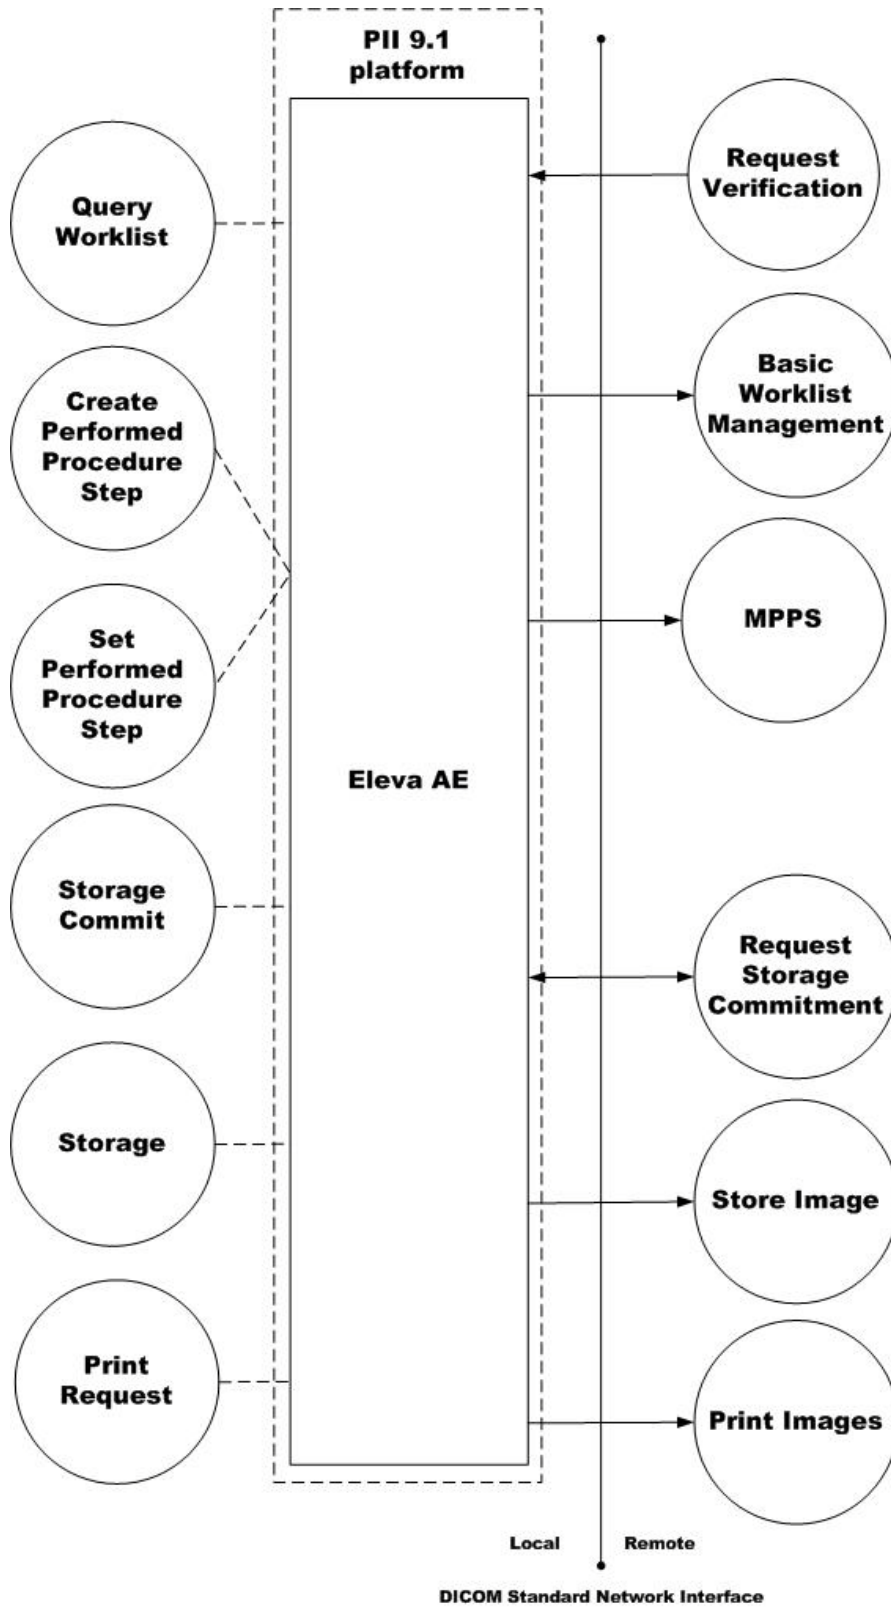 PII 9.1
platform
Query
Worklist
Create
Performed
Procedure
Step
Set
Performed
Procedure
Step
Storage
Commit
Storage
Print
Request
Eleva AE
Request
Verification
Basic
Worklist
Management
MPPS
Request
Storage
Commitment
Store Image
Print Images
Local
Remote
DICOM Standard Network Interface